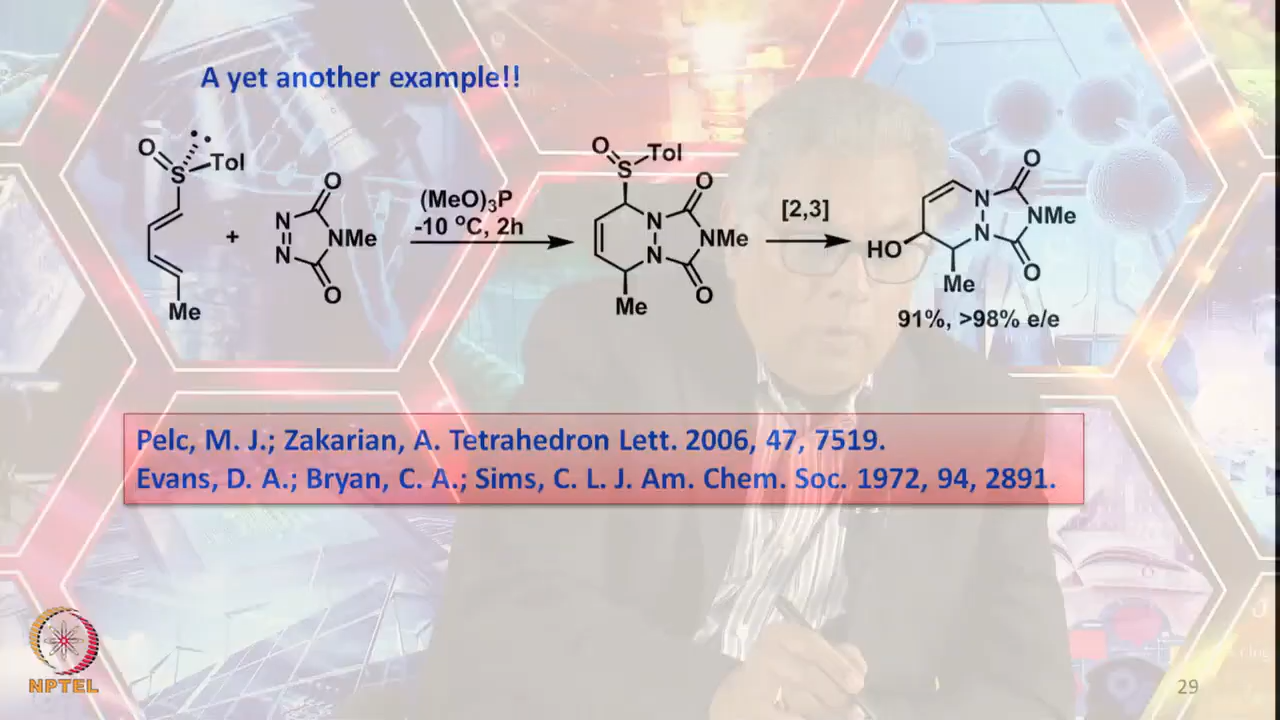 A yet another example!!
O S Tol
Me
+
N N O NMe O
(MeO)₃P
-10 °C, 2h
O S Tol
N N O NMe O
Me
[2,3]
N N O NMe O
HO
Me
91%, >98% e/e
Pelc, M. J.; Zakarian, A. Tetrahedron Lett. 2006, 47, 7519.
Evans, D. A.; Bryan, C. A.; Sims, C. L. J. Am. Chem. Soc. 1972, 94, 2891.
NPTEL
29